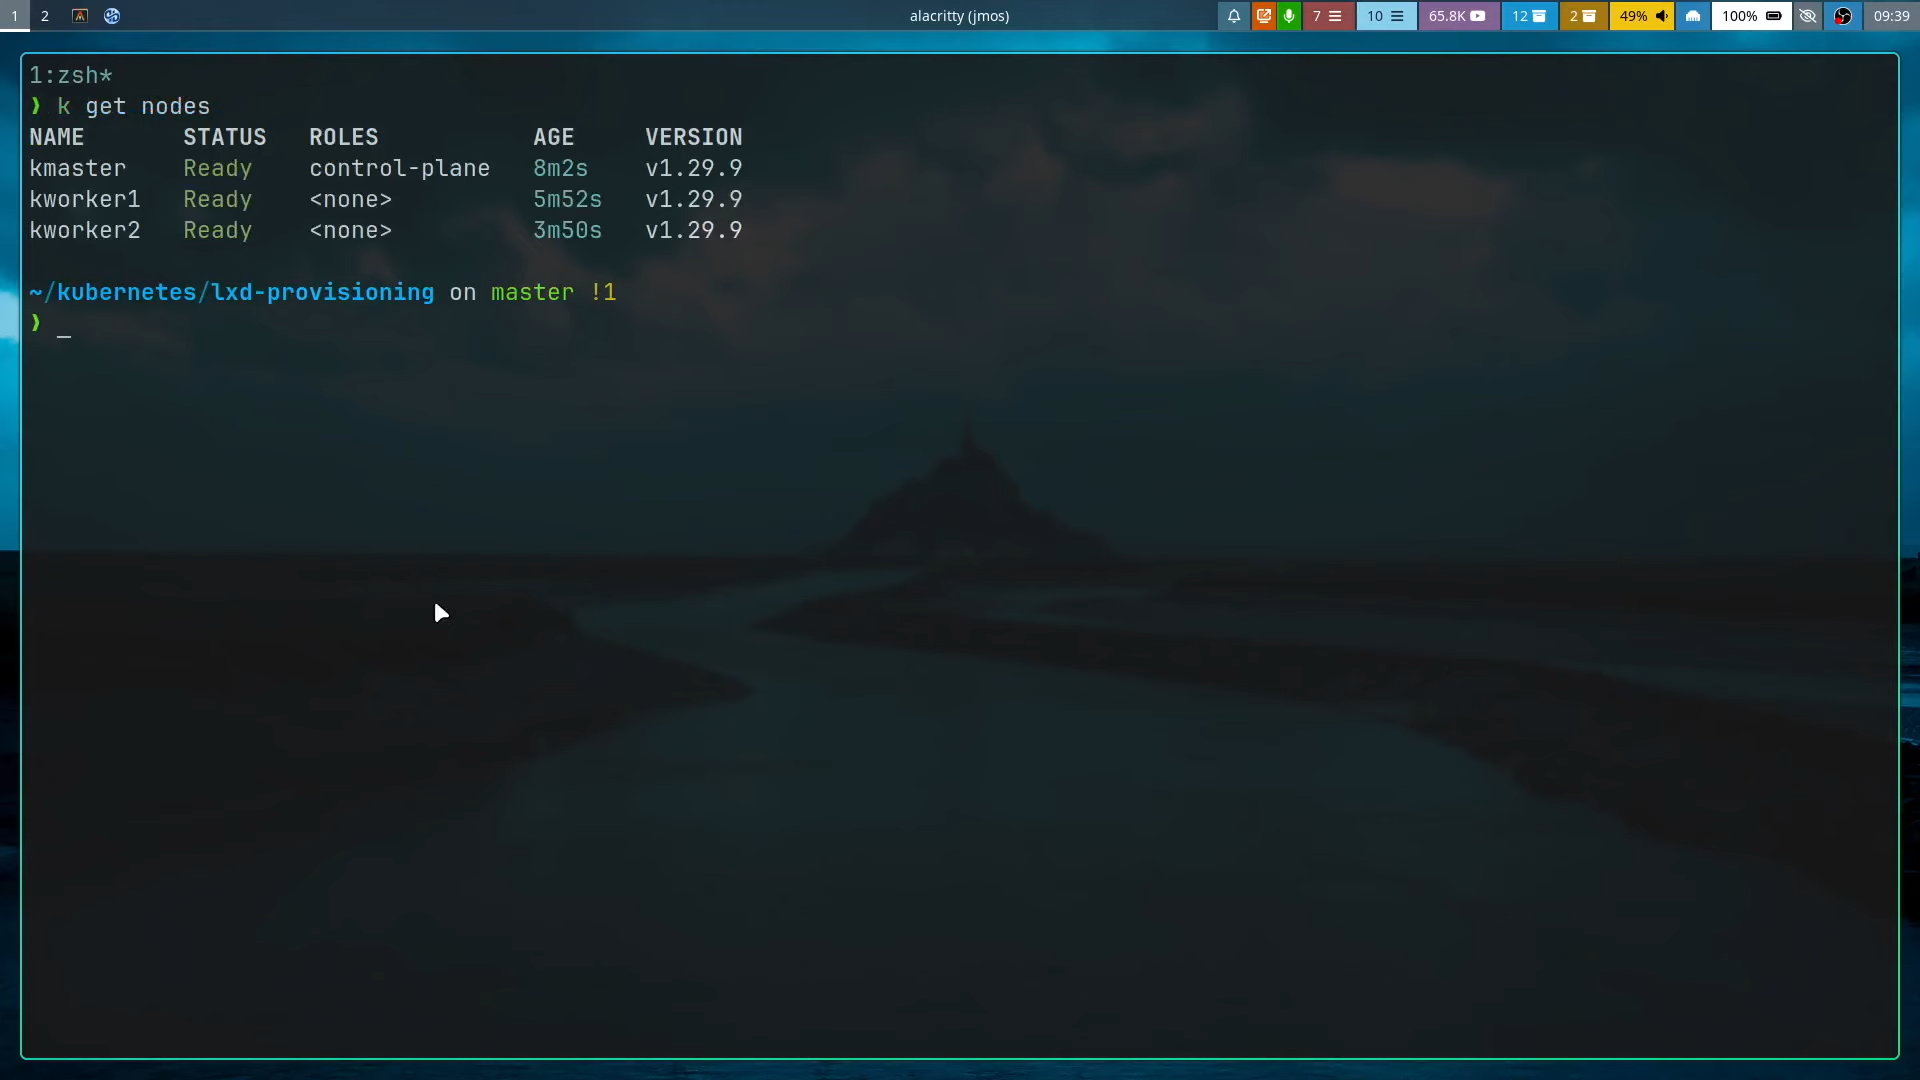 1 2 alacritty (jmos) 7 10 65.8K 12 2 49% 100% 09:39
1:zsh*
❱ k get nodes
NAME STATUS ROLES AGE VERSION
kmaster Ready control-plane 8m2s v1.29.9
kworker1 Ready <none> 5m52s v1.29.9
kworker2 Ready <none> 3m50s v1.29.9
~/kubernetes/lxd-provisioning on master !1
❱ _